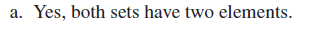 a. Yes, both sets have two elements.